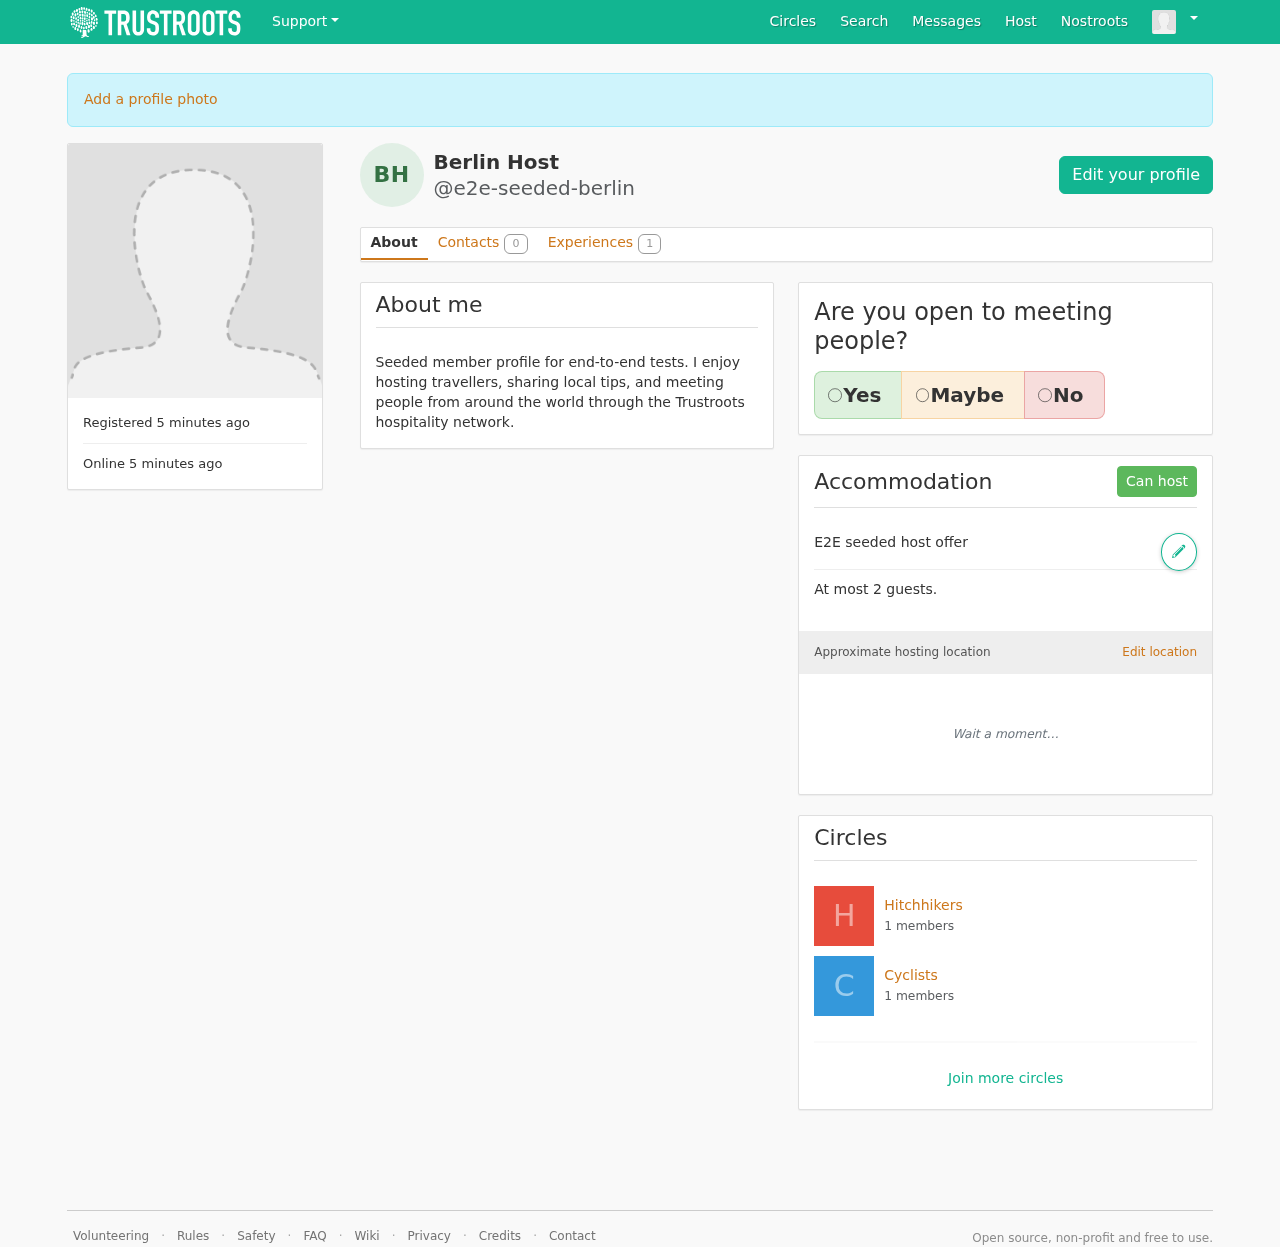 TRUSTROOTS
Support
Circles
Search
Messages
Host
Nostroots
Add a profile photo
Registered 5 minutes ago
Online 5 minutes ago
BH
Berlin Host
@e2e-seeded-berlin
Edit your profile
About
Contacts 0
Experiences 1
About me
Seeded member profile for end-to-end tests. I enjoy
hosting travellers, sharing local tips, and meeting
people from around the world through the Trustroots
hospitality network.
Are you open to meeting
people?
Yes
Maybe
No
Accommodation
Can host
E2E seeded host offer
At most 2 guests.
Approximate hosting location
Edit location
Wait a moment…
Circles
H
Hitchhikers
1 members
C
Cyclists
1 members
Join more circles
Volunteering · Rules · Safety · FAQ · Wiki · Privacy · Credits · Contact
Open source, non-profit and free to use.